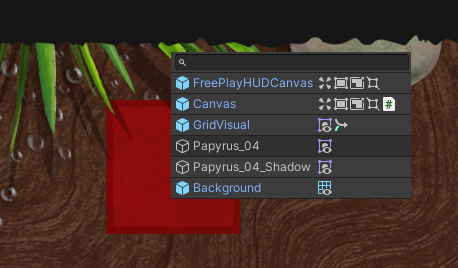 FreePlayHUDCanvas
Canvas #
GridVisual
Papyrus_04
Papyrus_04_Shadow
Background